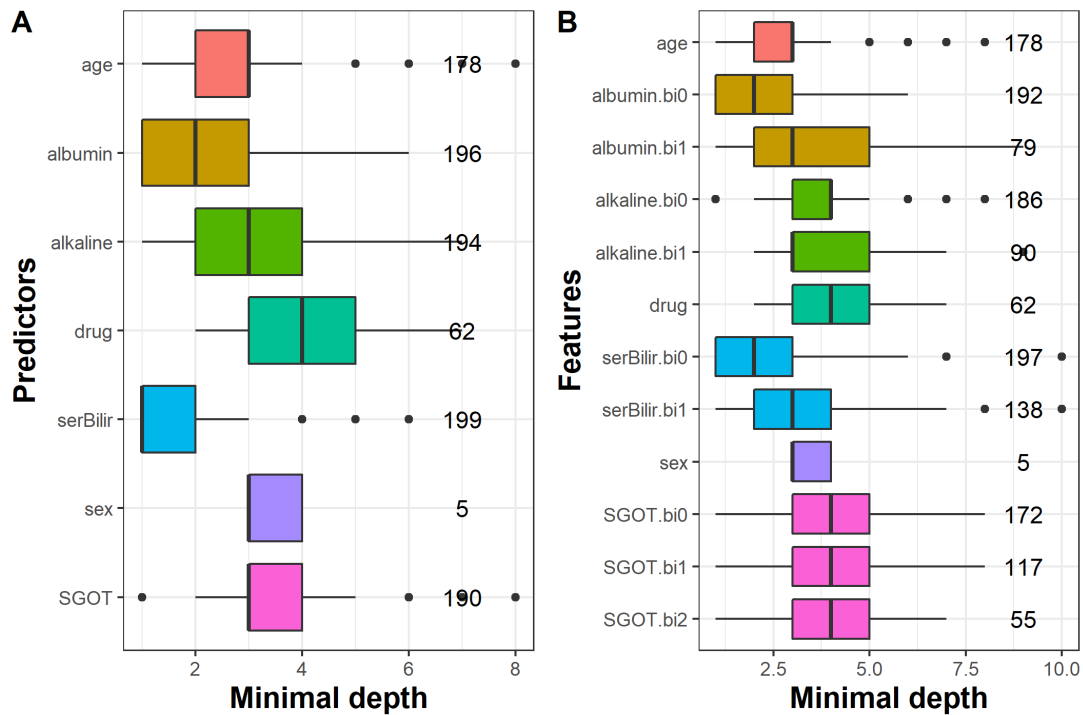 A
Predictors
age 178
albumin 196
alkaline 194
drug 62
serBilir 199
sex 5
SGOT 190
2 4 6 8
Minimal depth
B
Features
age 178
albumin.bi0 192
albumin.bi1 79
alkaline.bi0 186
alkaline.bi1 90
drug 62
serBilir.bi0 197
serBilir.bi1 138
sex 5
SGOT.bi0 172
SGOT.bi1 117
SGOT.bi2 55
2.5 5.0 7.5 10.0
Minimal depth